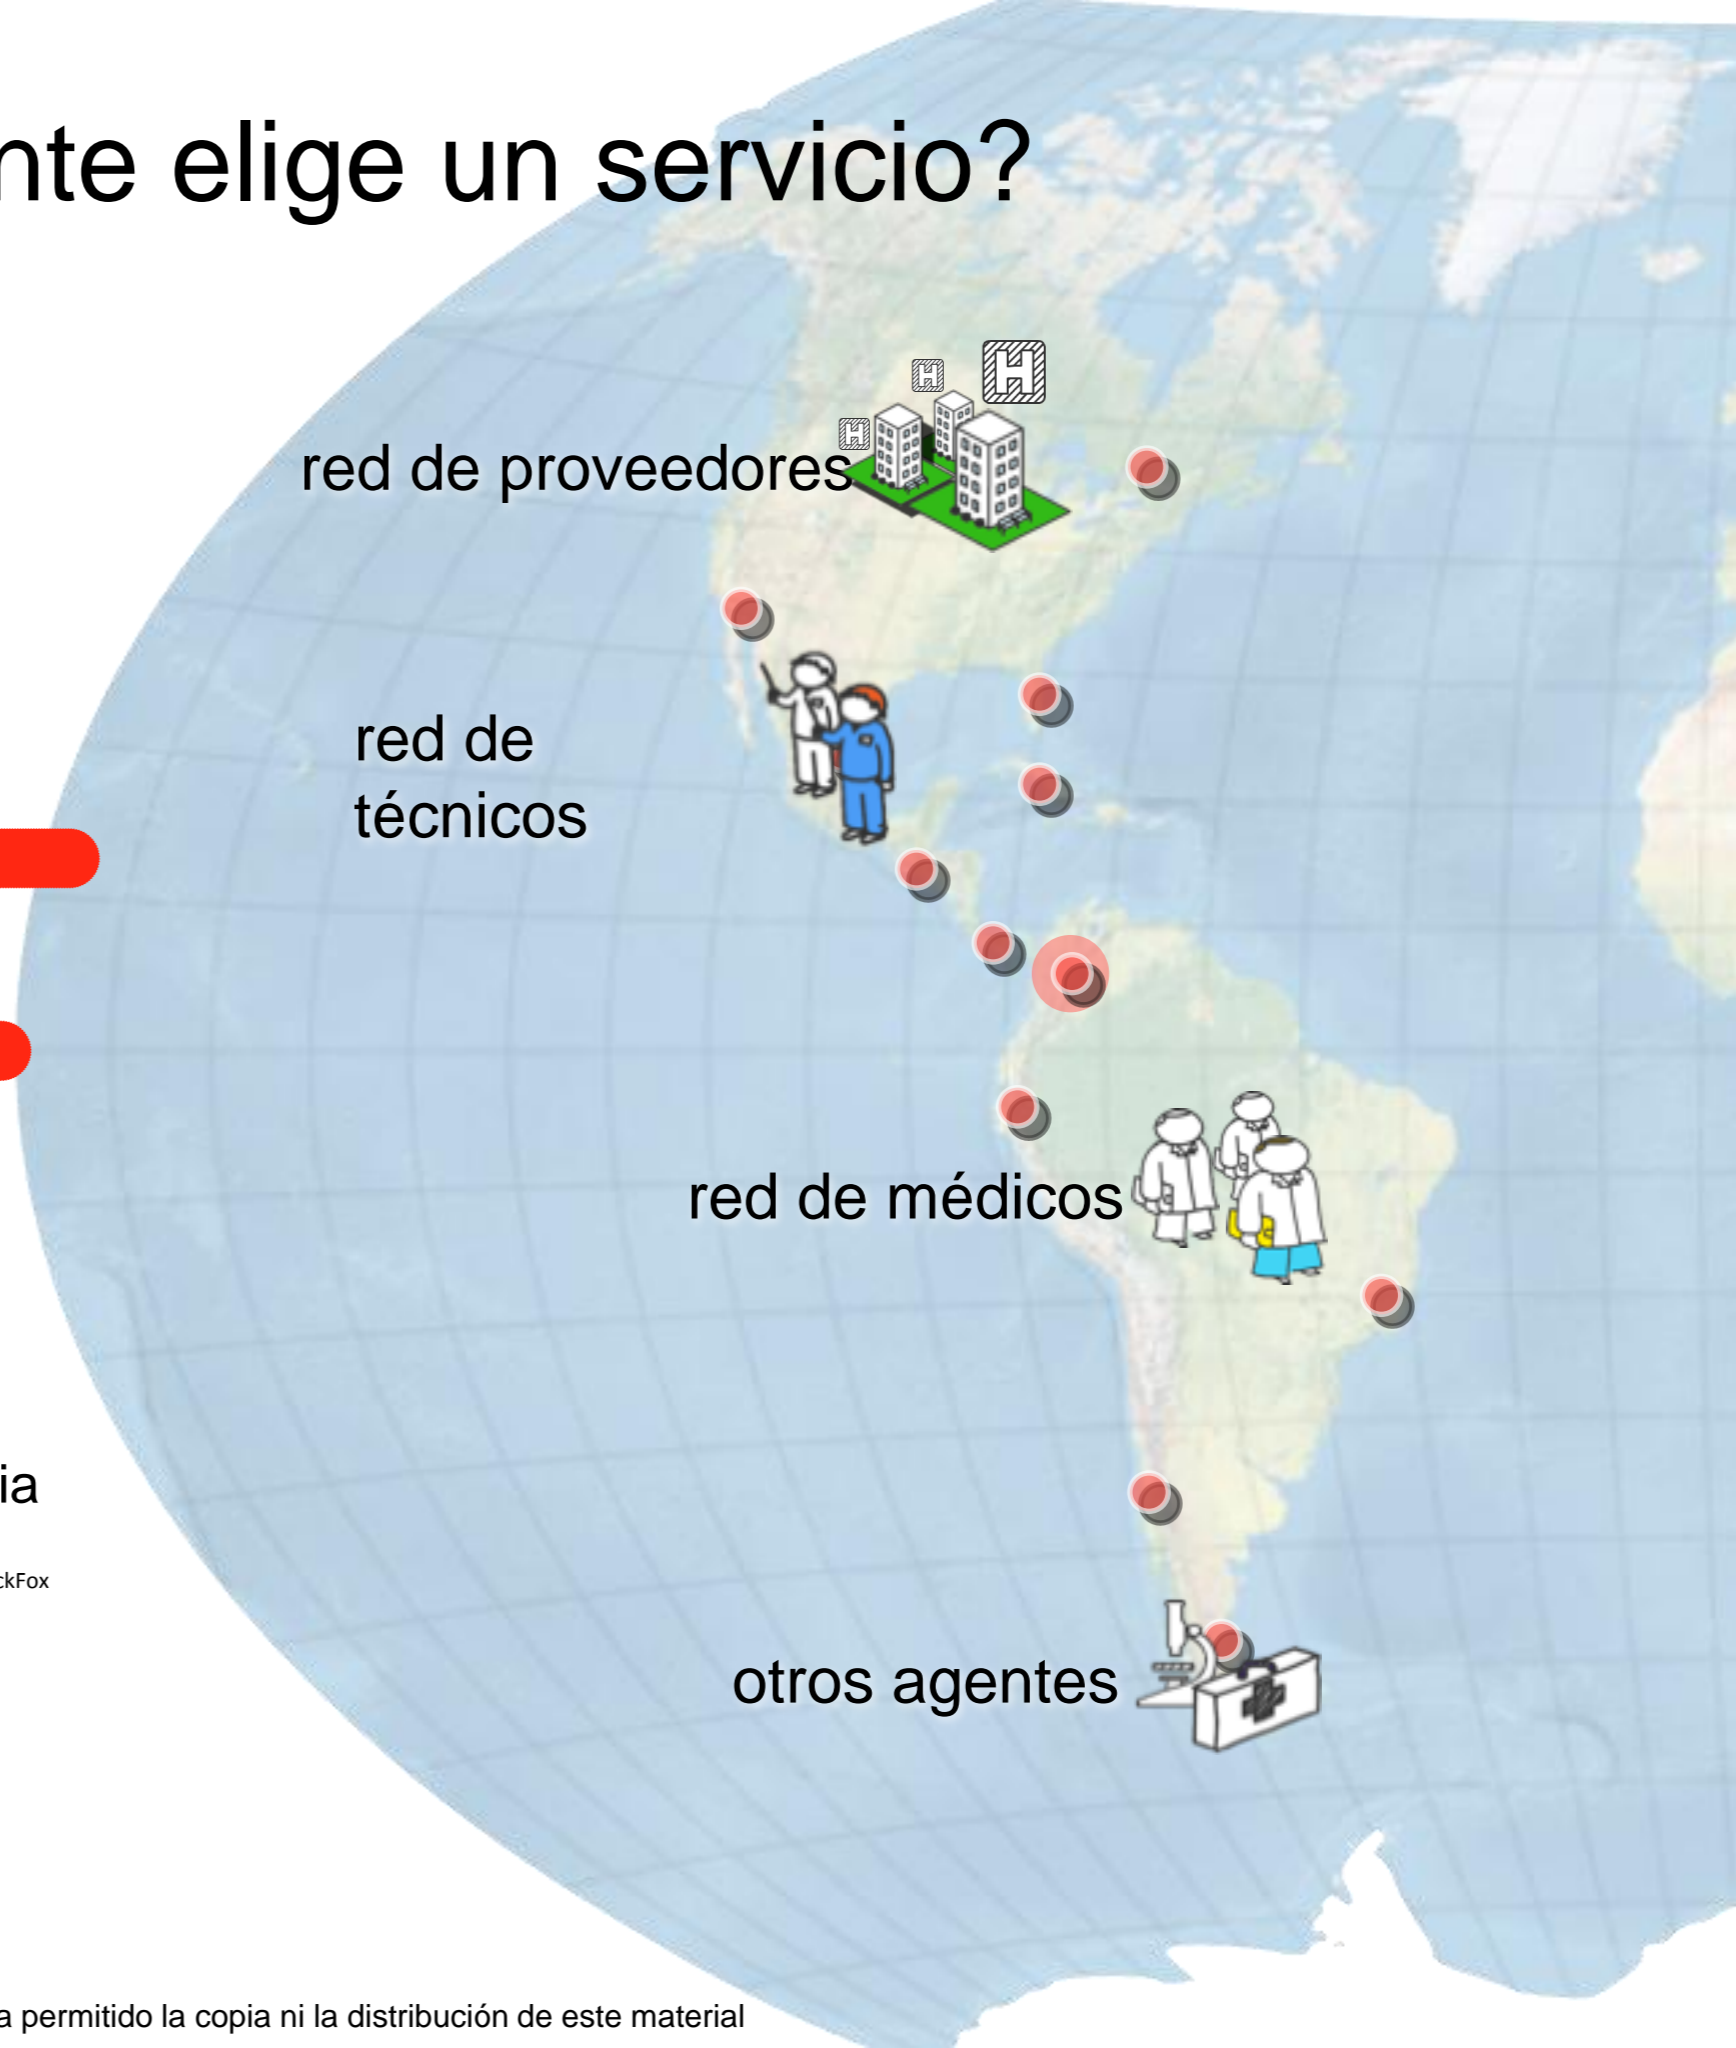 nte elige un servicio?
H
H
H
red de proveedores
red de
técnicos
red de médicos
ia
ckFox
otros agentes
a permitido la copia ni la distribución de este material